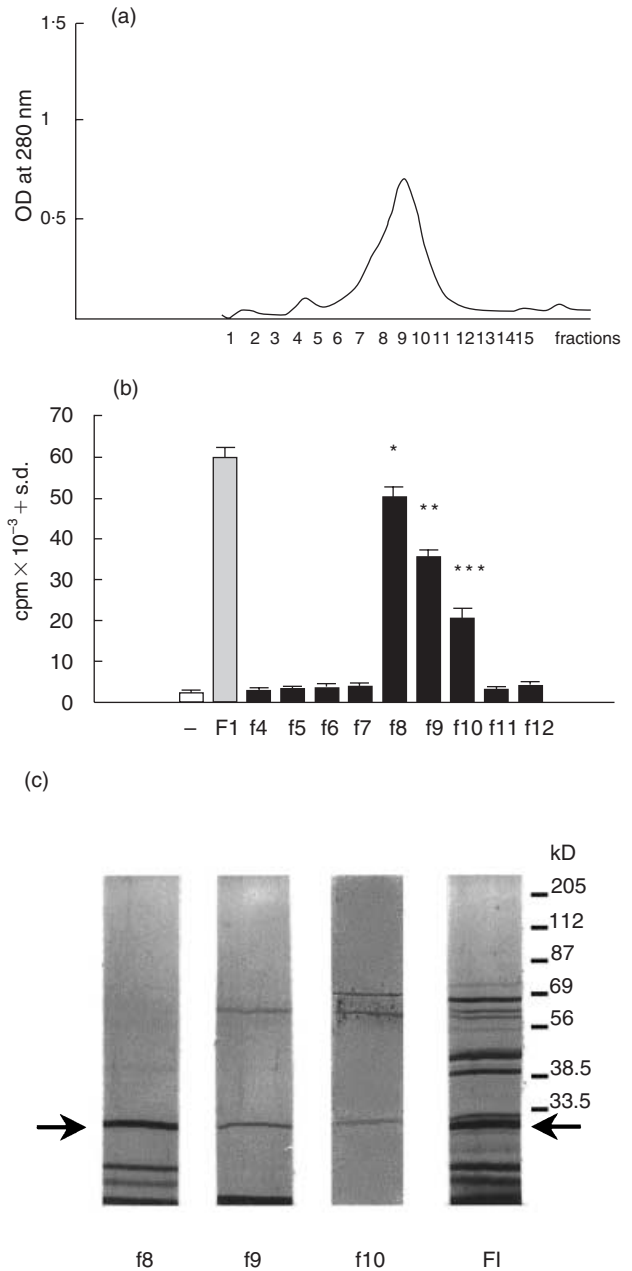 (a)
1·5
1
0·5
OD at 280 nm
1 2 3 4 5 6 7 8 9 10 11 12 13 14 15 fractions
(b)
70
60
50
40
30
20
10
0
cpm × 10⁻³ + s.d.
* ** ***
– F1 f4 f5 f6 f7 f8 f9 f10 f11 f12
(c)
kD
205
112
87
69
56
38.5
33.5
f8 f9 f10 FI